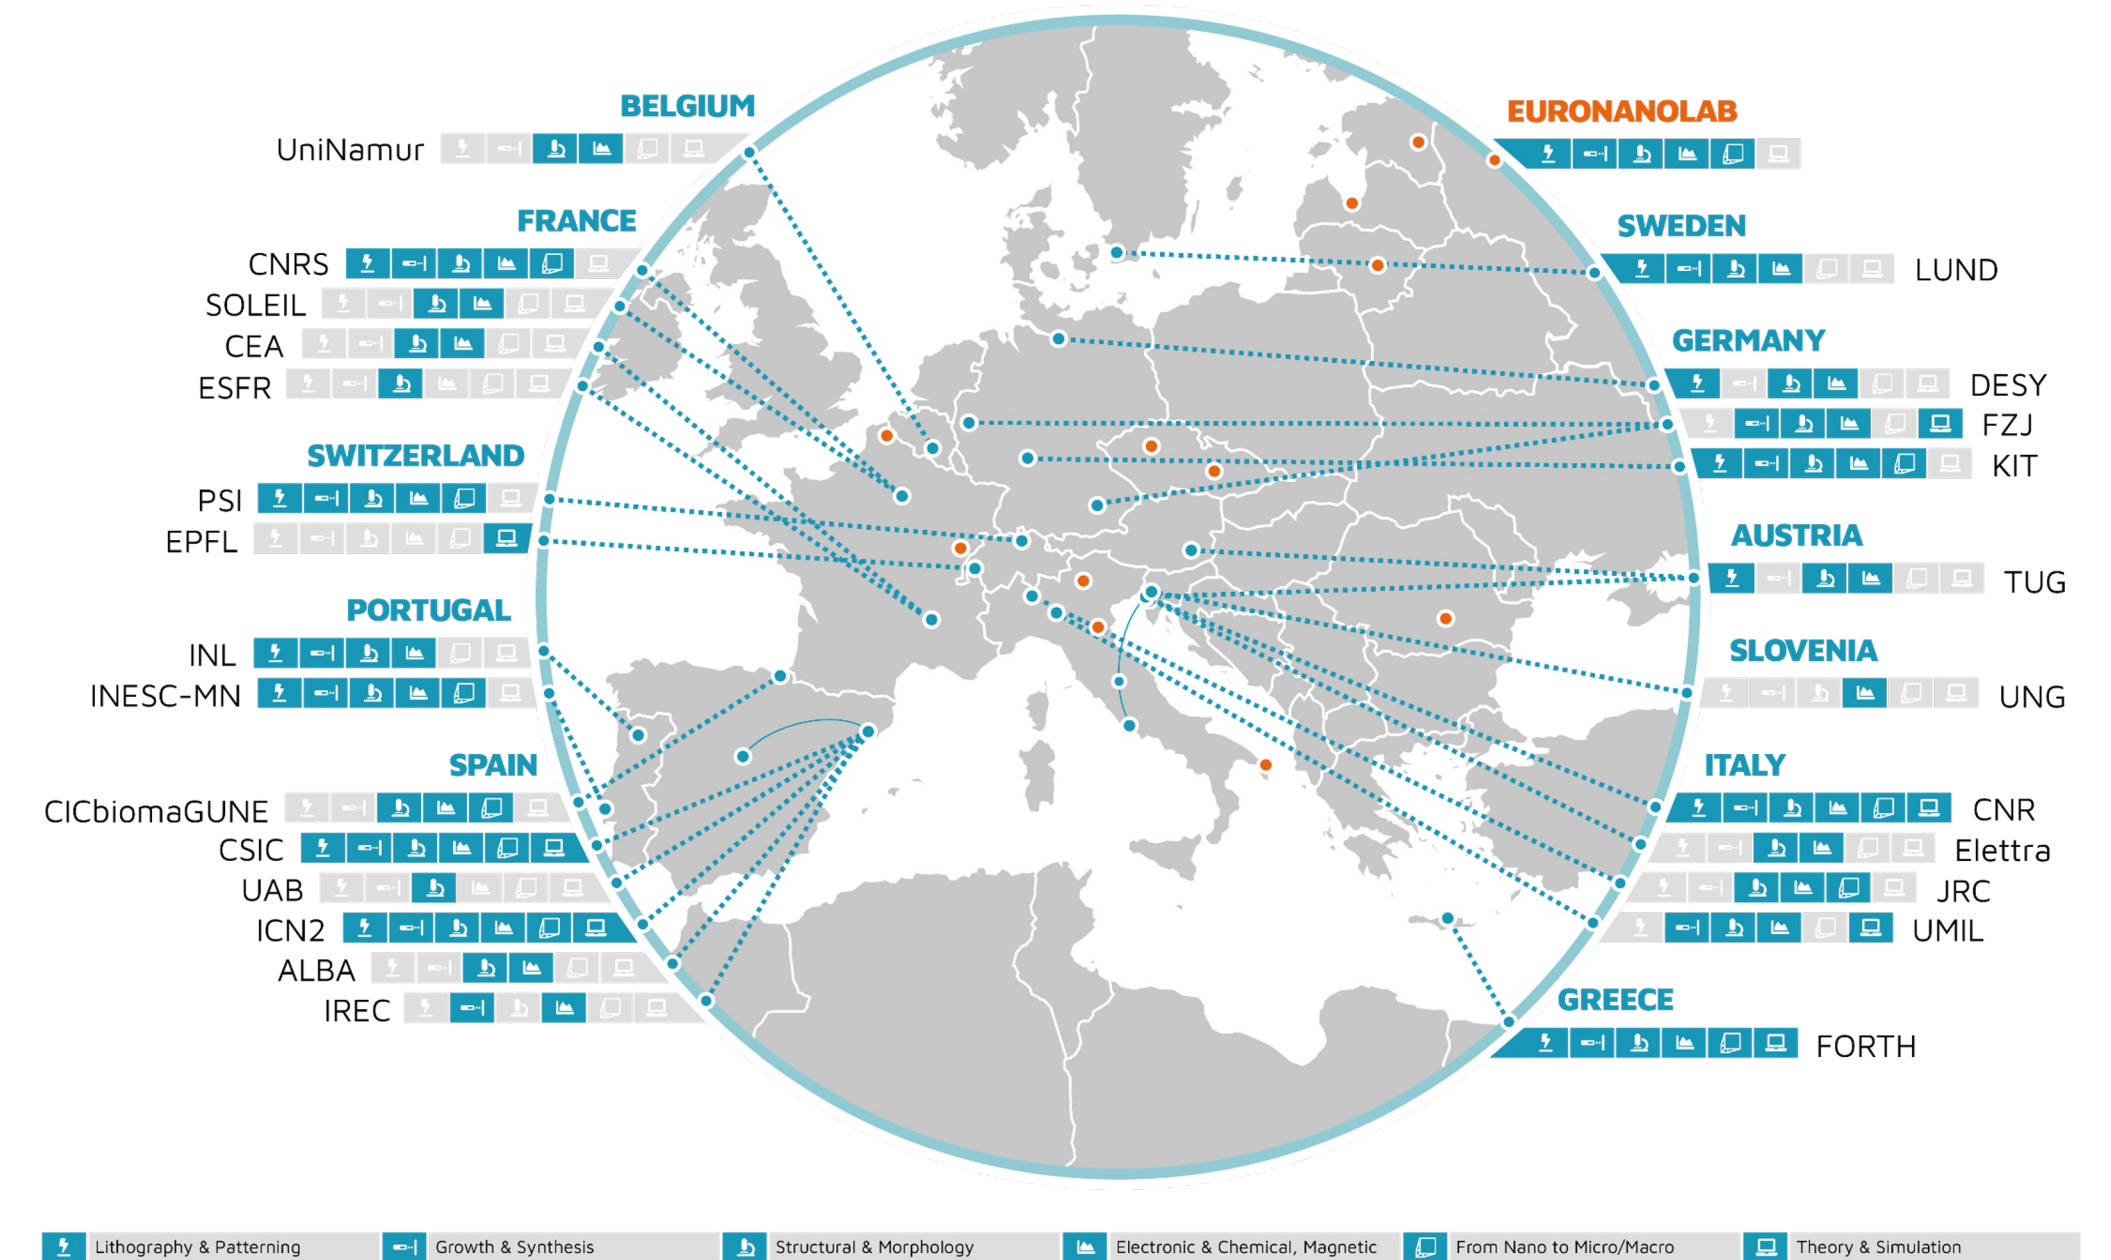 BELGIUM
UniNamur
FRANCE
CNRS
SOLEIL
CEA
ESFR
SWITZERLAND
PSI
EPFL
PORTUGAL
INL
INESC-MN
SPAIN
CICbiomaGUNE
CSIC
UAB
ICN2
ALBA
IREC
EURONANOLAB
SWEDEN
LUND
GERMANY
DESY
FZJ
KIT
AUSTRIA
TUG
SLOVENIA
UNG
ITALY
CNR
Elettra
JRC
UMIL
GREECE
FORTH
Lithography & Patterning
Growth & Synthesis
Structural & Morphology
Electronic & Chemical, Magnetic
From Nano to Micro/Macro
Theory & Simulation